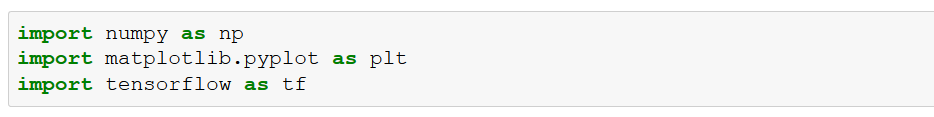 import numpy as np
import matplotlib.pyplot as plt
import tensorflow as tf